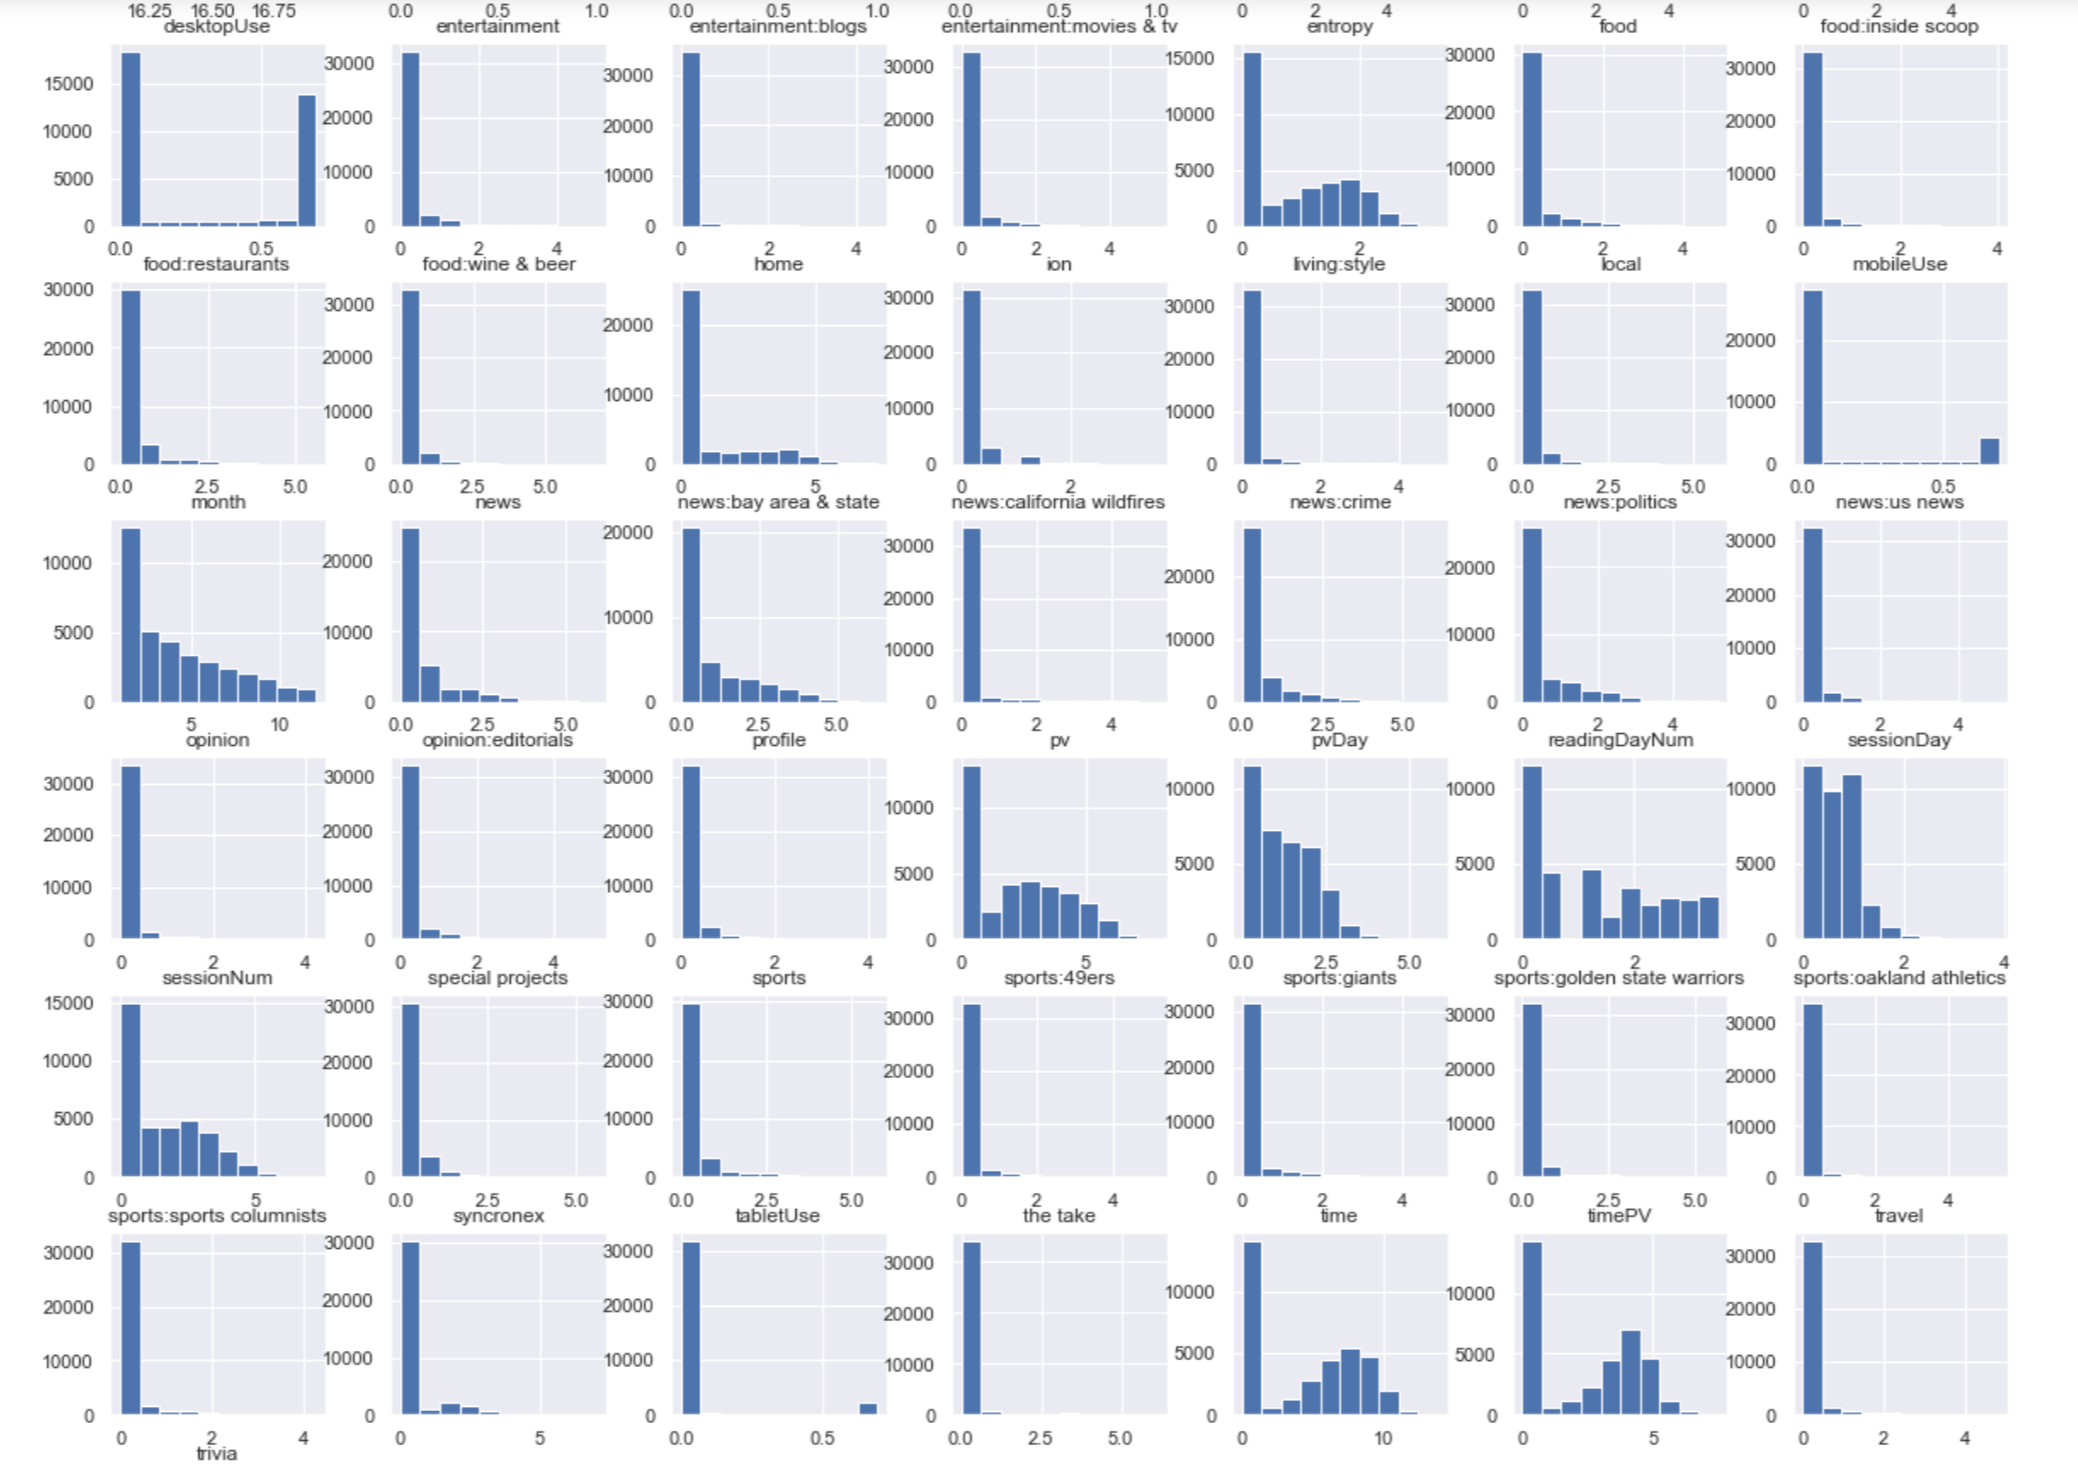 16.25 16.50 16.75 0.0 0.5 1.0 0.0 0.5 1.0 0.0 0.5 1.0 0 2 4 0 2 4 0 2 4
desktopUse entertainment entertainment:blogs entertainment:movies & tv entropy food food:inside scoop
15000 10000 5000 0
30000 20000 10000 0
30000 20000 10000 0
30000 20000 10000 0
15000 10000 5000 0
30000 20000 10000 0
30000 20000 10000 0
0.0 0.5 0 2 4 0 2 4 0 2 4 0 2 0 2 4 0 2 4
food:restaurants food:wine & beer home ion living:style local mobileUse
30000 20000 10000 0
30000 20000 10000 0
20000 10000 0
30000 20000 10000 0
30000 20000 10000 0
30000 20000 10000 0
20000 10000 0
0.0 2.5 5.0 0.0 2.5 5.0 0 5 0 2 0 2 4 0.0 2.5 5.0 0.0 0.5
month news news:bay area & state news:california wildfires news:crime news:politics news:us news
10000 5000 0
20000 10000 0
20000 10000 0
30000 20000 10000 0
20000 10000 0
20000 10000 0
30000 20000 10000 0
5 10 0.0 2.5 5.0 0.0 2.5 5.0 0 2 4 0.0 2.5 5.0 0 2 4 0 2 4
opinion opinion:editorials profile pv pvDay readingDayNum sessionDay
30000 20000 10000 0
30000 20000 10000 0
30000 20000 10000 0
10000 5000 0
10000 5000 0
10000 5000 0
10000 5000 0
0 2 4 0 2 4 0 2 4 0 5 0.0 2.5 5.0 0 2 0 2 4
sessionNum special projects sports sports:49ers sports:giants sports:golden state warriors sports:oakland athletics
15000 10000 5000 0
30000 20000 10000 0
30000 20000 10000 0
30000 20000 10000 0
30000 20000 10000 0
30000 20000 10000 0
30000 20000 10000 0
0 5 0.0 2.5 5.0 0.0 2.5 5.0 0 2 4 0 2 4 0.0 2.5 5.0 0 2 4
sports:sports columnists syncronex tabletUse the take time timePV travel
30000 20000 10000 0
30000 20000 10000 0
30000 20000 10000 0
30000 20000 10000 0
10000 5000 0
10000 5000 0
30000 20000 10000 0
0 2 4 0 5 0.0 0.5 0.0 2.5 5.0 0 10 0 5 0 2 4
trivia